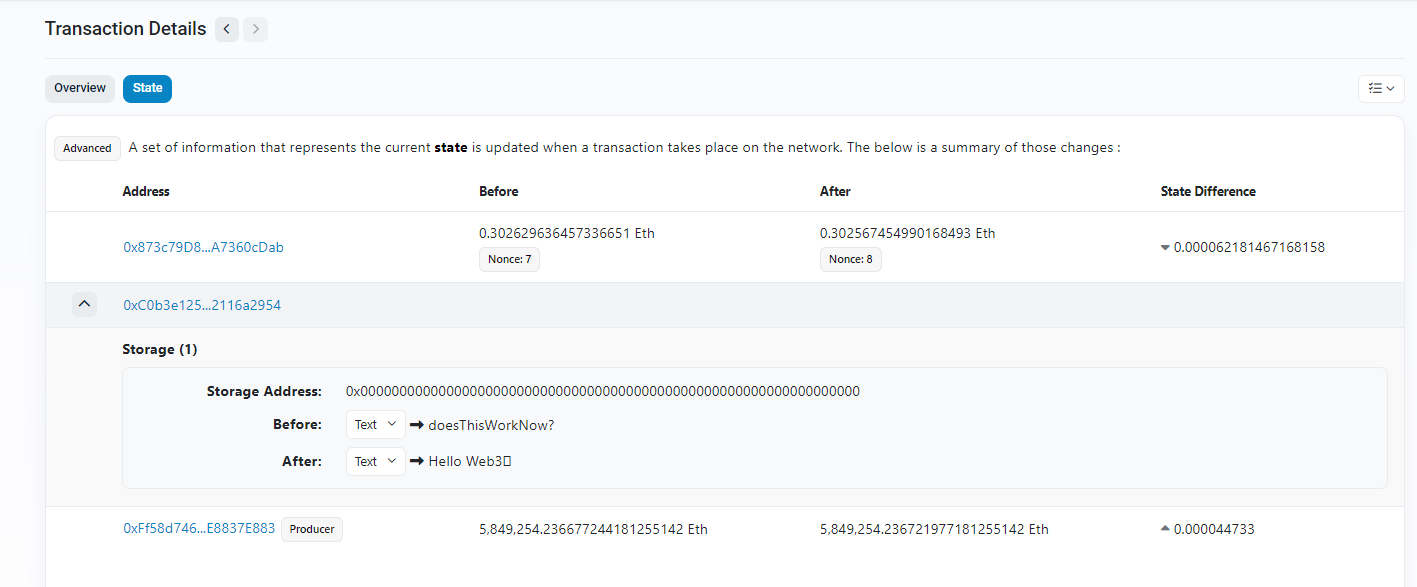 Transaction Details
Overview State
Advanced A set of information that represents the current state is updated when a transaction takes place on the network. The below is a summary of those changes :
Address Before After State Difference
0x873c79D8...A7360cDab 0.302629636457336651 Eth 0.302567454990168493 Eth 0.000062181467168158
Nonce: 7 Nonce: 8
0xC0b3e125...2116a2954
Storage (1)
Storage Address: 0x0000000000000000000000000000000000000000000000000000000000000000
Before: Text ➡ doesThisWorkNow?
After: Text ➡ Hello Web3▯
0xFf58d746...E8837E883 Producer 5,849,254.236677244181255142 Eth 5,849,254.236721977181255142 Eth 0.000044733